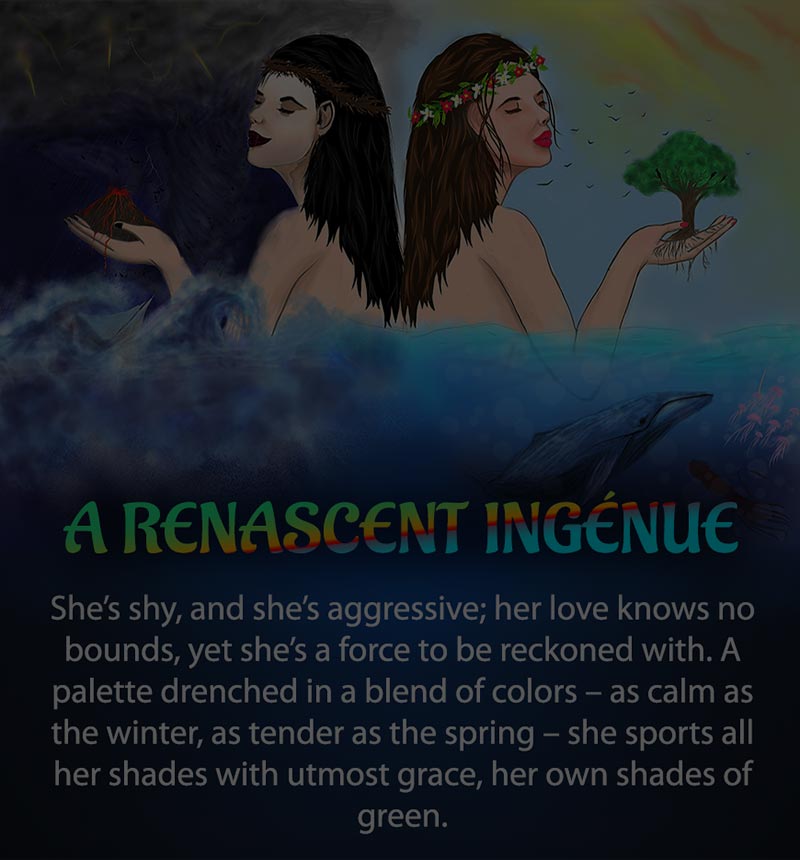 A RENASCENT INGÉNUE
She’s shy, and she’s aggressive; her love knows no
bounds, yet she’s a force to be reckoned with. A
palette drenched in a blend of colors – as calm as
the winter, as tender as the spring – she sports all
her shades with utmost grace, her own shades of
green.